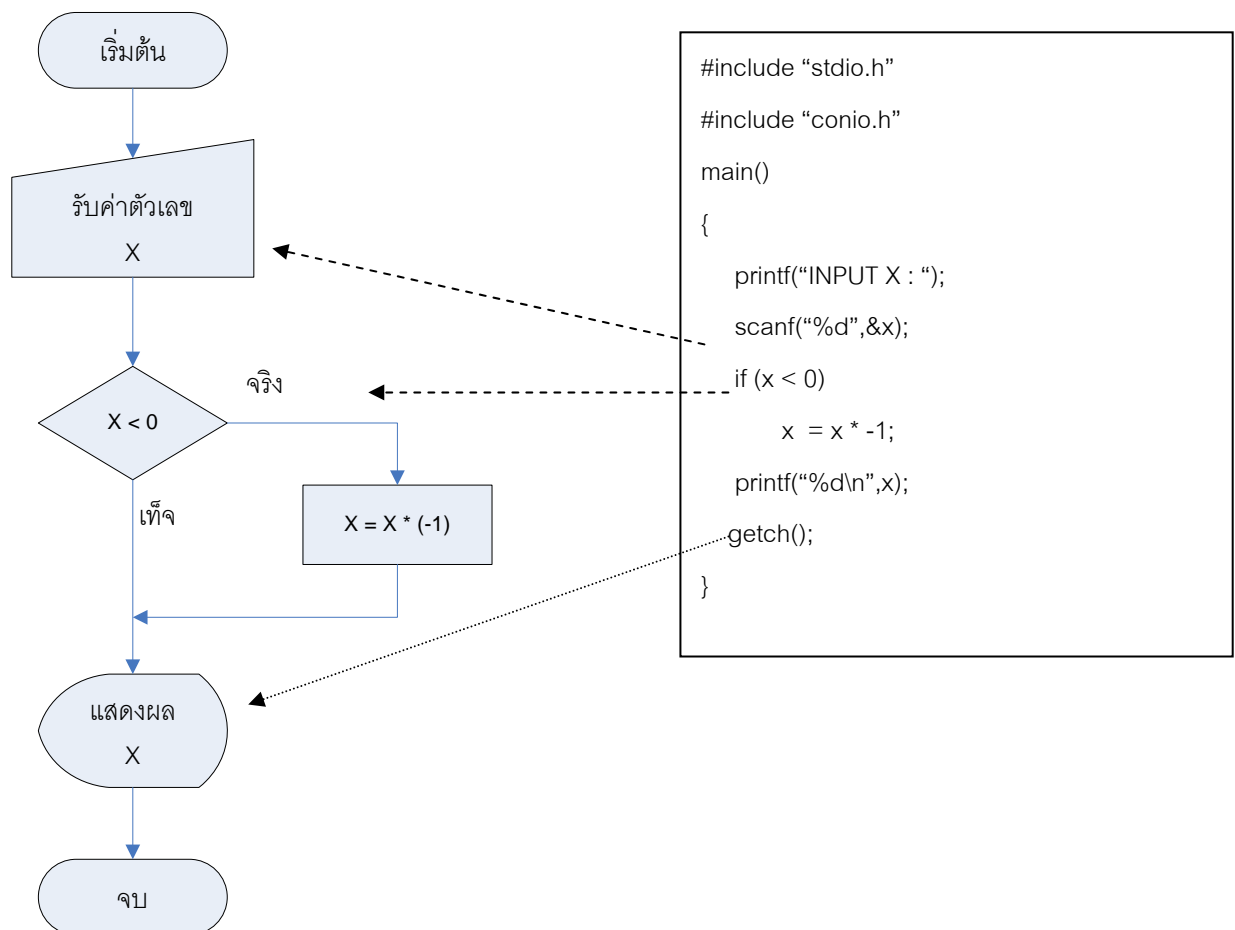 เริ่มต้น
รับค่าตัวเลข
X
X < 0
จริง
เท็จ
X = X * (-1)
แสดงผล
X
จบ
#include “stdio.h”
#include “conio.h”
main()
{
printf(“INPUT X : “);
scanf(“%d”,&x);
if (x < 0)
x = x * -1;
printf(“%d\n”,x);
getch();
}